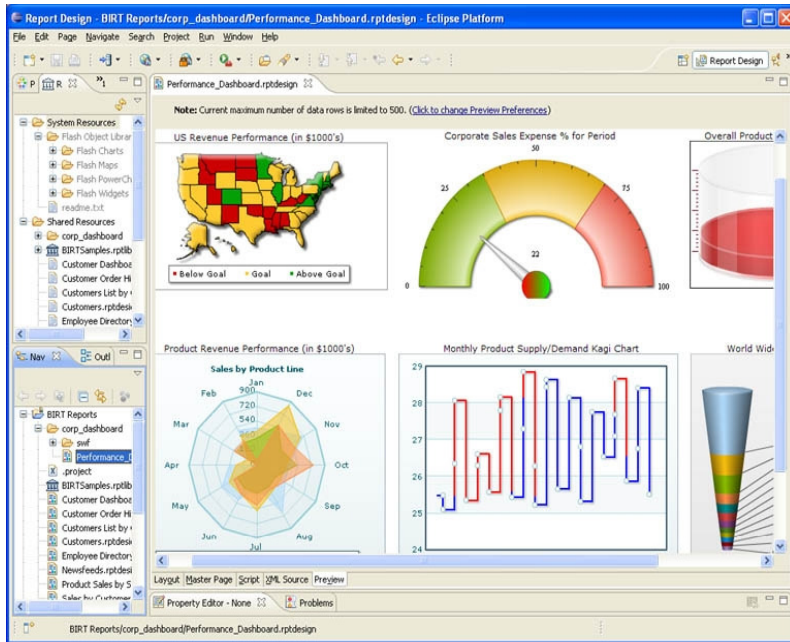 Report Design - BIRT Reports/corp_dashboard/Performance_Dashboard.rptdesign - Eclipse Platform
File Edit Page Navigate Search Project Run Window Help
Report Design
P R
System Resources
Flash Object Librar
Flash Charts
Flash Maps
Flash PowerCh
Flash Widgets
readme.txt
Shared Resources
corp_dashboard
BIRTSamples.rptlib
Customer Dashboa
Customer Order Hi
Customers List by
Customers.rptdesi
Employee Directory
Nav Outl
BIRT Reports
corp_dashboard
swf
Performance_D
.project
BIRTSamples.rptlib
Customer Dashboa
Customer Order Hi
Customers List by
Customers.rptdesi
Employee Directory
Newsfeeds.rptdesi
Product Sales by S
Sales by Customer
Performance_Dashboard.rptdesign
Note: Current maximum number of data rows is limited to 500. (Click to change Preview Preferences)
US Revenue Performance (in $1000's)
Below Goal Goal Above Goal
Corporate Sales Expense % for Period
0
25
50
75
100
22
Overall Product
Product Revenue Performance (in $1000's)
Sales by Product Line
Jan
Feb
Dec
Mar
Nov
Apr
Oct
May
Sep
Jun
Aug
Jul
900
720
540
Monthly Product Supply/Demand Kagi Chart
29
28
27
26
25
24
World Wide
Layout Master Page Script XML Source Preview
Property Editor - None Problems
BIRT Reports/corp_dashboard/Performance_Dashboard.rptdesign